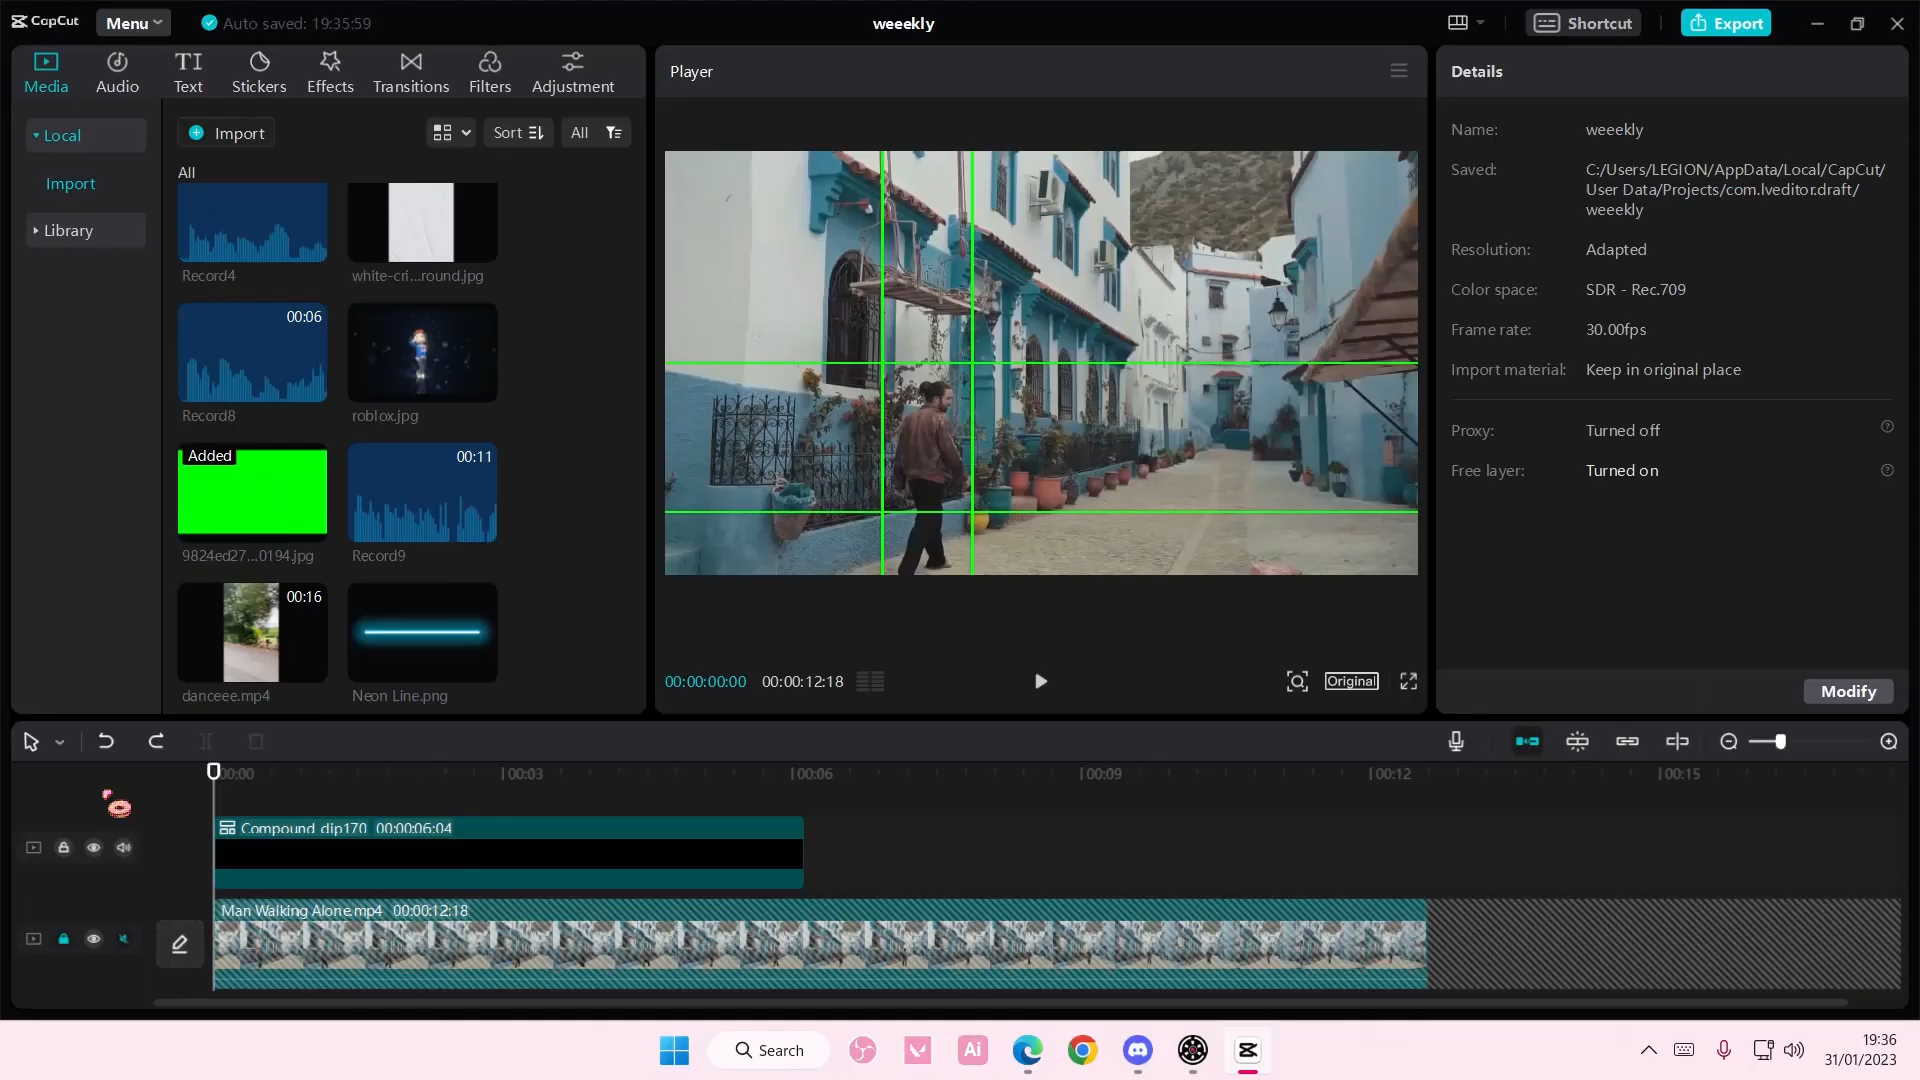 CapCut
Menu
Auto saved: 19:35:59
weeekly
Shortcut
Export
Media
Audio
TI
Text
Stickers
Effects
Transitions
Filters
Adjustment
Player
Details
Local
Import
Library
Import
Sort
All
All
Record4
white-cri...round.jpg
00:06
Record8
roblox.jpg
Added
9824ed27...0194.jpg
00:11
Record9
00:16
danceee.mp4
Neon Line.png
00:00:00:00
00:00:12:18
Original
Name: weeekly
Saved: C:/Users/LEGION/AppData/Local/CapCut/
User Data/Projects/com.lveditor.draft/
weeekly
Resolution: Adapted
Color space: SDR - Rec.709
Frame rate: 30.00fps
Import material: Keep in original place
Proxy: Turned off
Free layer: Turned on
Modify
00:00
00:03
00:06
00:09
00:12
00:15
Compound clip170 00:00:06:04
Man Walking Alone.mp4 00:00:12:18
Search
Ai
19:36
31/01/2023